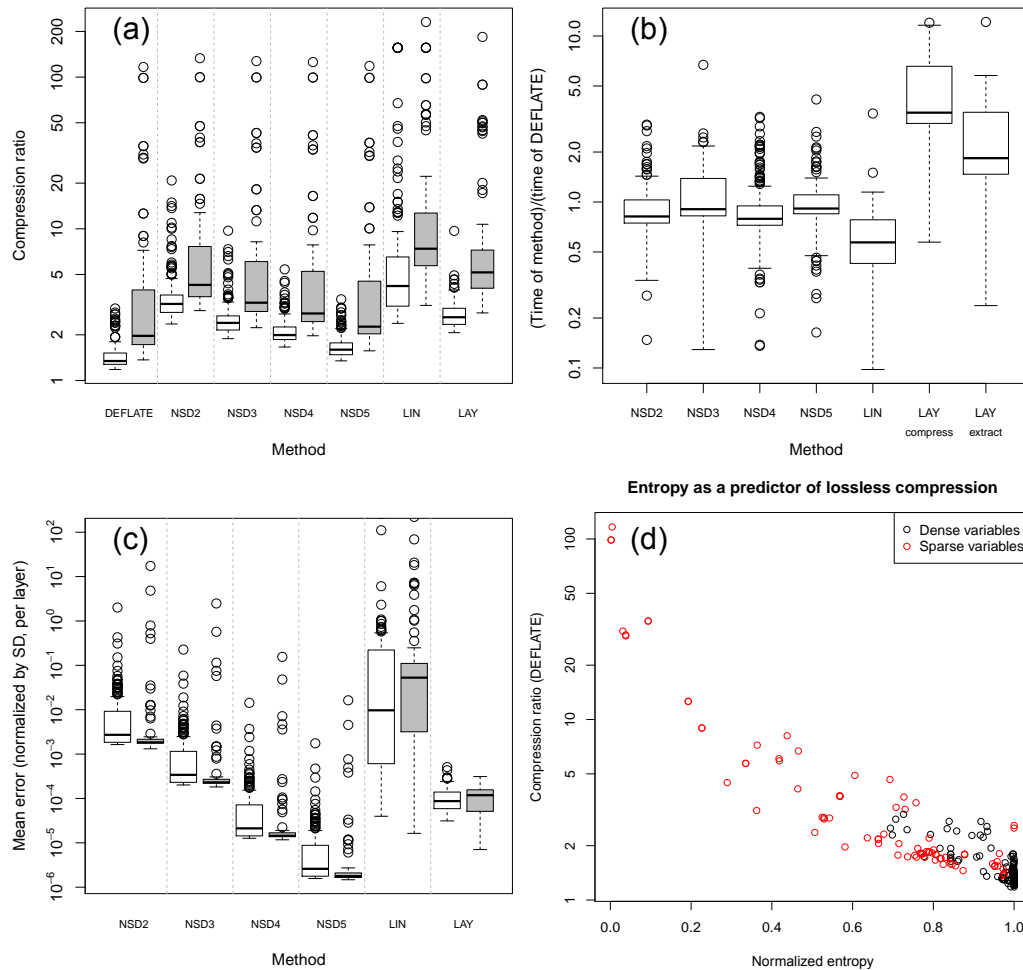 (a)
Compression ratio
200
100
50
20
10
5
2
1
DEFLATE NSD2 NSD3 NSD4 NSD5 LIN LAY
Method
(b)
(Time of method)/(time of DEFLATE)
10.0
5.0
2.0
1.0
0.5
0.2
0.1
NSD2 NSD3 NSD4 NSD5 LIN LAY LAY
compress extract
Method
(c)
Mean error (normalized by SD, per layer)
10^2
10^1
10^0
10^−1
10^−2
10^−3
10^−4
10^−5
10^−6
NSD2 NSD3 NSD4 NSD5 LIN LAY
Method
Entropy as a predictor of lossless compression
(d)
Dense variables
Sparse variables
Compression ratio (DEFLATE)
100
50
20
10
5
2
1
0.0 0.2 0.4 0.6 0.8 1.0
Normalized entropy